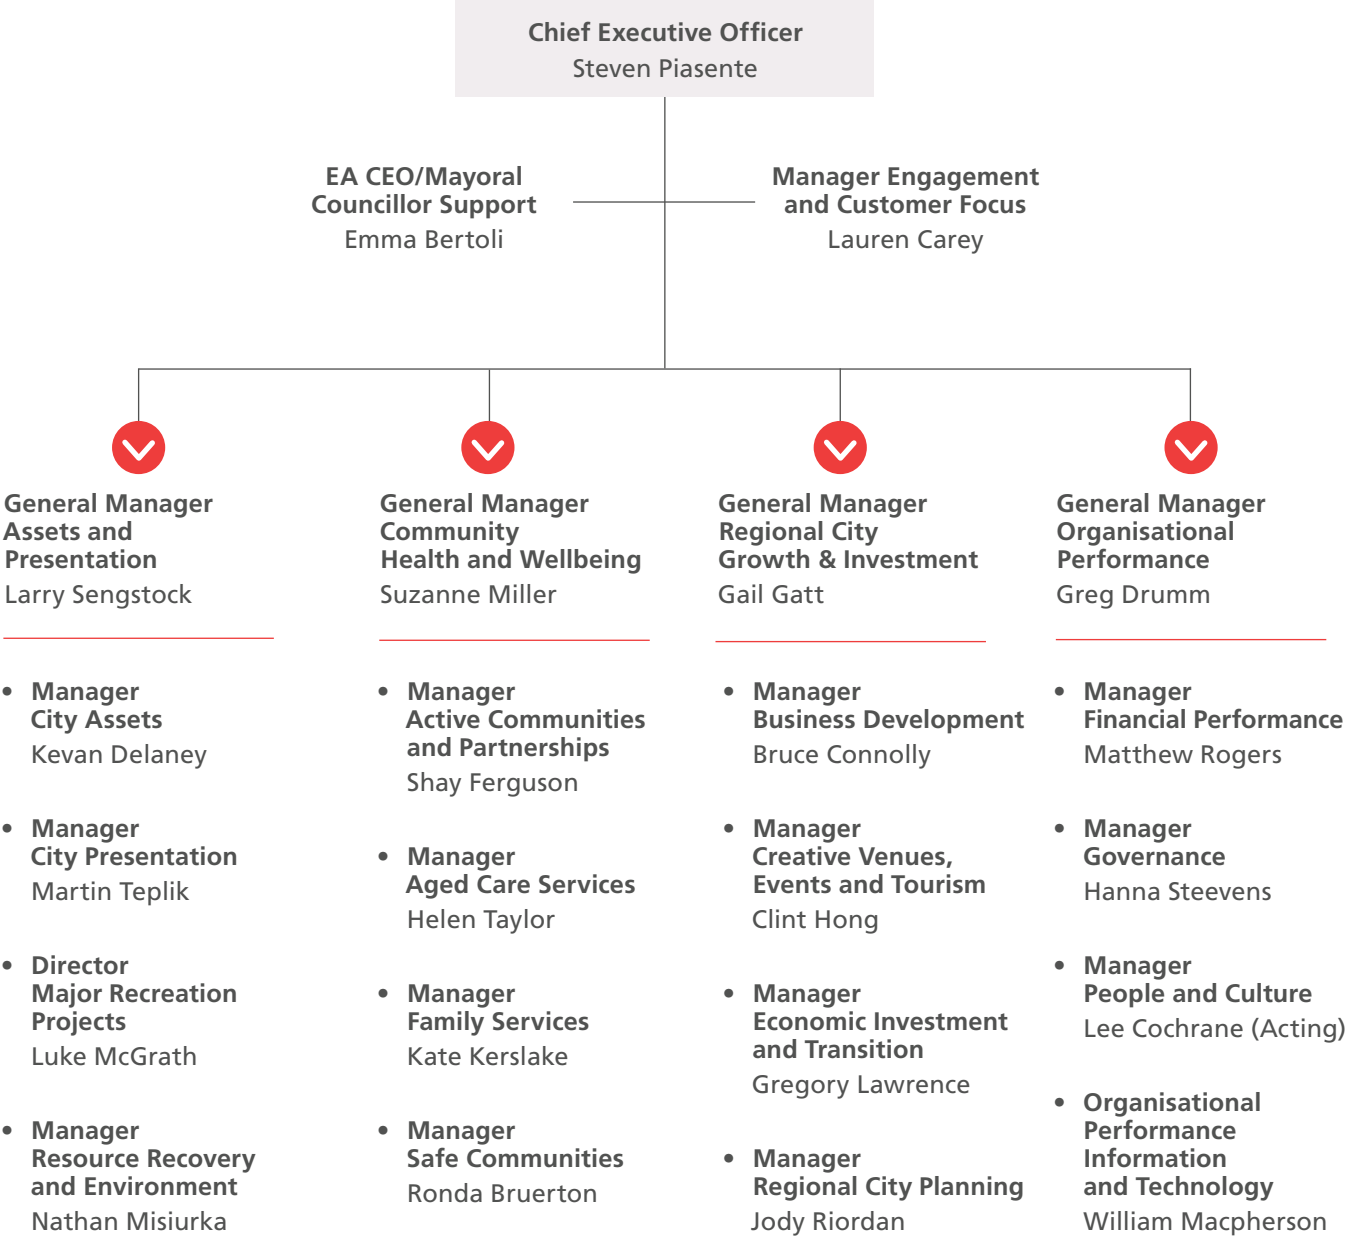 Chief Executive Officer
Steven Piasente
EA CEO/Mayoral
Councillor Support
Emma Bertoli
Manager Engagement
and Customer Focus
Lauren Carey
General Manager
Assets and
Presentation
Larry Sengstock
• Manager
City Assets
Kevan Delaney
• Manager
City Presentation
Martin Teplik
• Director
Major Recreation
Projects
Luke McGrath
• Manager
Resource Recovery
and Environment
Nathan Misiurka
General Manager
Community
Health and Wellbeing
Suzanne Miller
• Manager
Active Communities
and Partnerships
Shay Ferguson
• Manager
Aged Care Services
Helen Taylor
• Manager
Family Services
Kate Kerslake
• Manager
Safe Communities
Ronda Bruerton
General Manager
Regional City
Growth & Investment
Gail Gatt
• Manager
Business Development
Bruce Connolly
• Manager
Creative Venues,
Events and Tourism
Clint Hong
• Manager
Economic Investment
and Transition
Gregory Lawrence
• Manager
Regional City Planning
Jody Riordan
General Manager
Organisational
Performance
Greg Drumm
• Manager
Financial Performance
Matthew Rogers
• Manager
Governance
Hanna Steevens
• Manager
People and Culture
Lee Cochrane (Acting)
• Organisational
Performance
Information
and Technology
William Macpherson